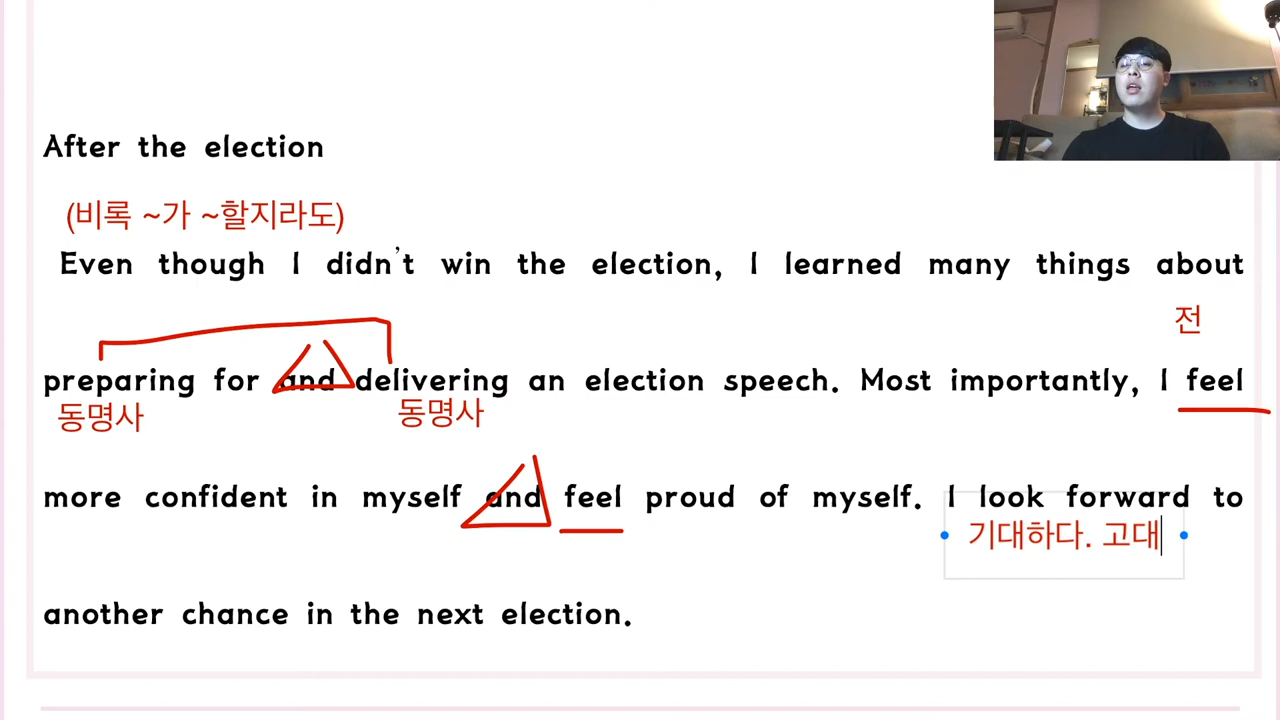 After the election
(비록 ~가 ~할지라도)
Even though I didn't win the election, I learned many things about
전
preparing for and delivering an election speech. Most importantly, I feel
동명사 동명사
more confident in myself and feel proud of myself. I look forward to
기대하다. 고대
another chance in the next election.